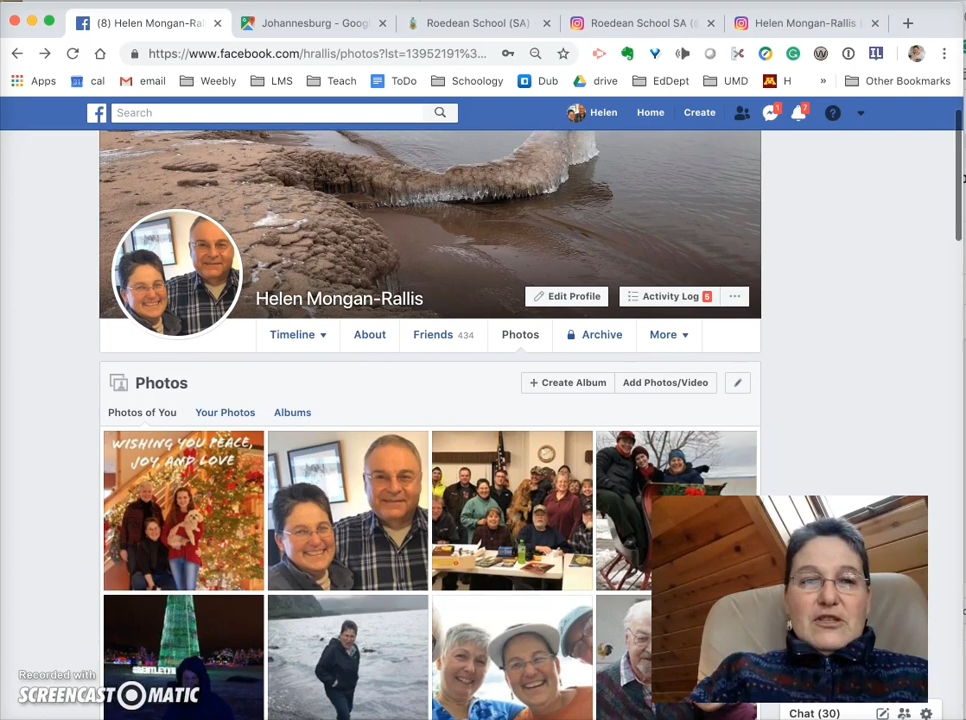 (8) Helen Mongan-Ral
Johannesburg - Goog
Roedean School (SA)
Roedean School SA (@
Helen Mongan-Rallis
https://www.facebook.com/hrallis/photos?lst=13952191%3...
Apps
cal
email
Weebly
LMS
Teach
ToDo
Schoology
Dub
drive
EdDept
UMD
H
»
Other Bookmarks
Search
Helen
Home
Create
1
7
Helen Mongan-Rallis
Edit Profile
Activity Log 5
Timeline
About
Friends 434
Photos
Archive
More
Photos
+ Create Album
Add Photos/Video
Photos of You
Your Photos
Albums
WISHING YOU PEACE,
JOY, AND LOVE
Recorded with
SCREENCAST-O-MATIC
Chat (30)